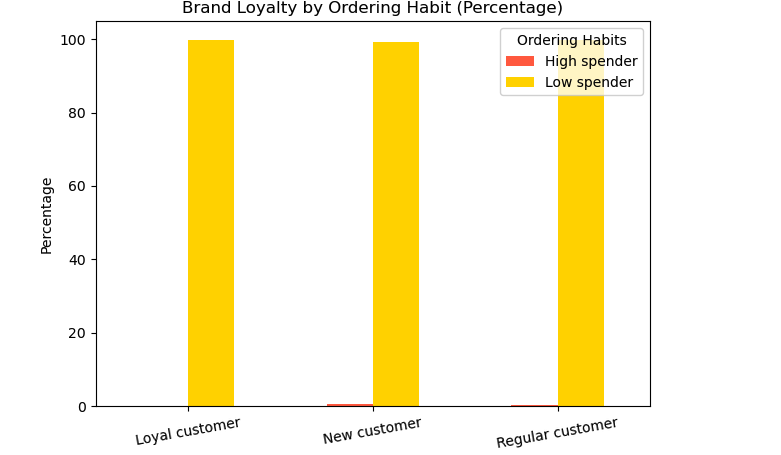 Brand Loyalty by Ordering Habit (Percentage)
Ordering Habits
High spender
Low spender
Percentage
100
80
60
40
20
0
Loyal customer
New customer
Regular customer